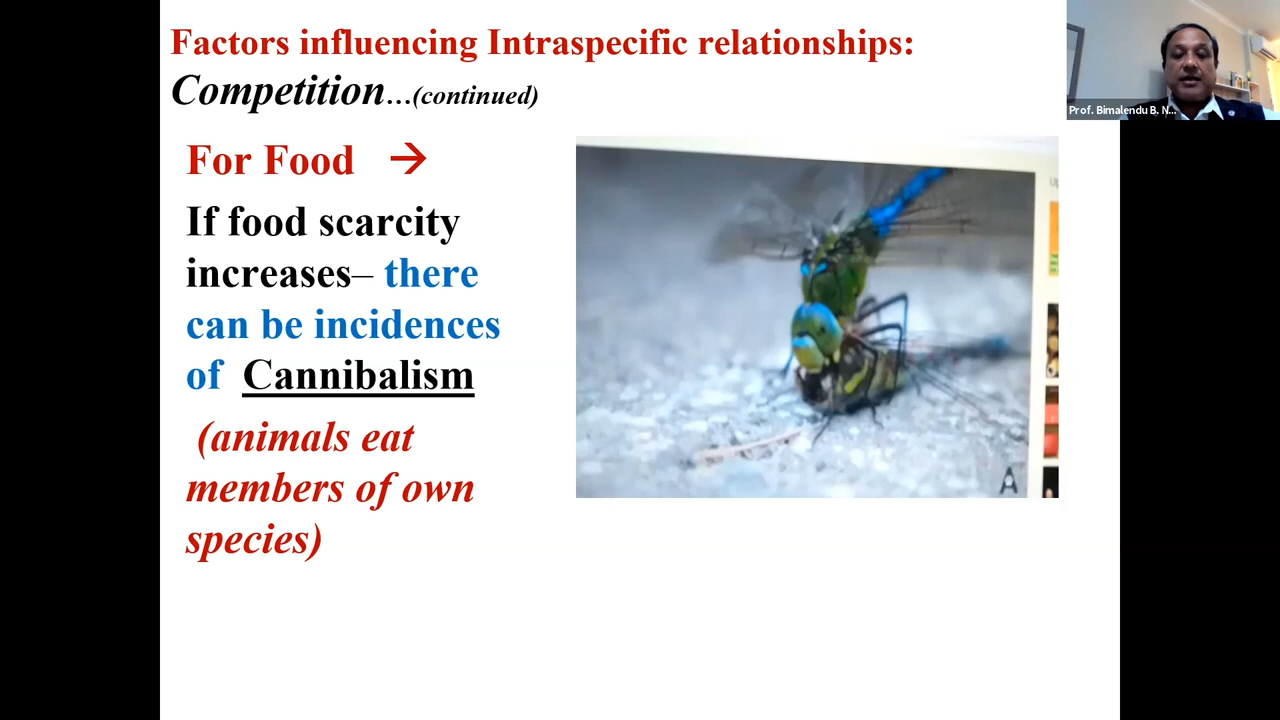 Factors influencing Intraspecific relationships:
Competition...(continued)
For Food →
If food scarcity
increases– there
can be incidences
of Cannibalism
(animals eat
members of own
species)
A
Prof. Bimalendu B. N...